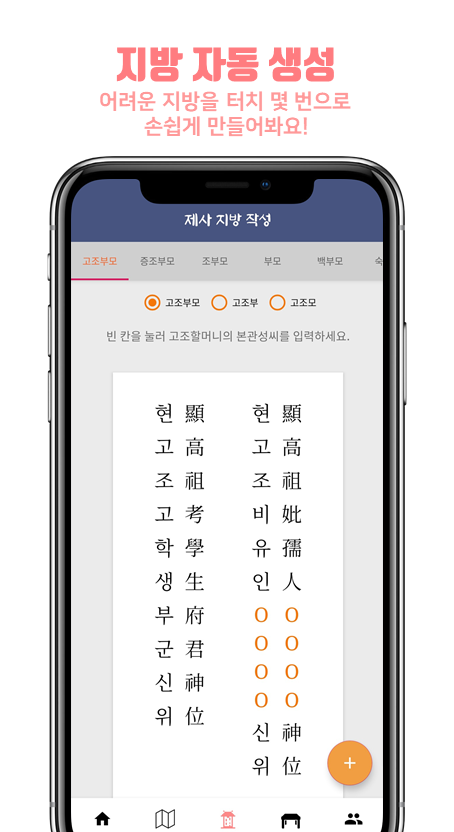 지방 자동 생성
어려운 지방을 터치 몇 번으로
손쉽게 만들어봐요!
제사 지방 작성
고조부모 증조부모 조부모 부모 백부모 숙
고조부모 고조부 고조모
빈 칸을 눌러 고조할머니의 본관성씨를 입력하세요.
현 顯 현 顯
고 高 고 高
조 祖 조 祖
고 考 비 妣
학 學 유 孺
생 生 인 人
부 府 O O
군 君 O O
신 神 O O
위 位 O O
신 神
위 位